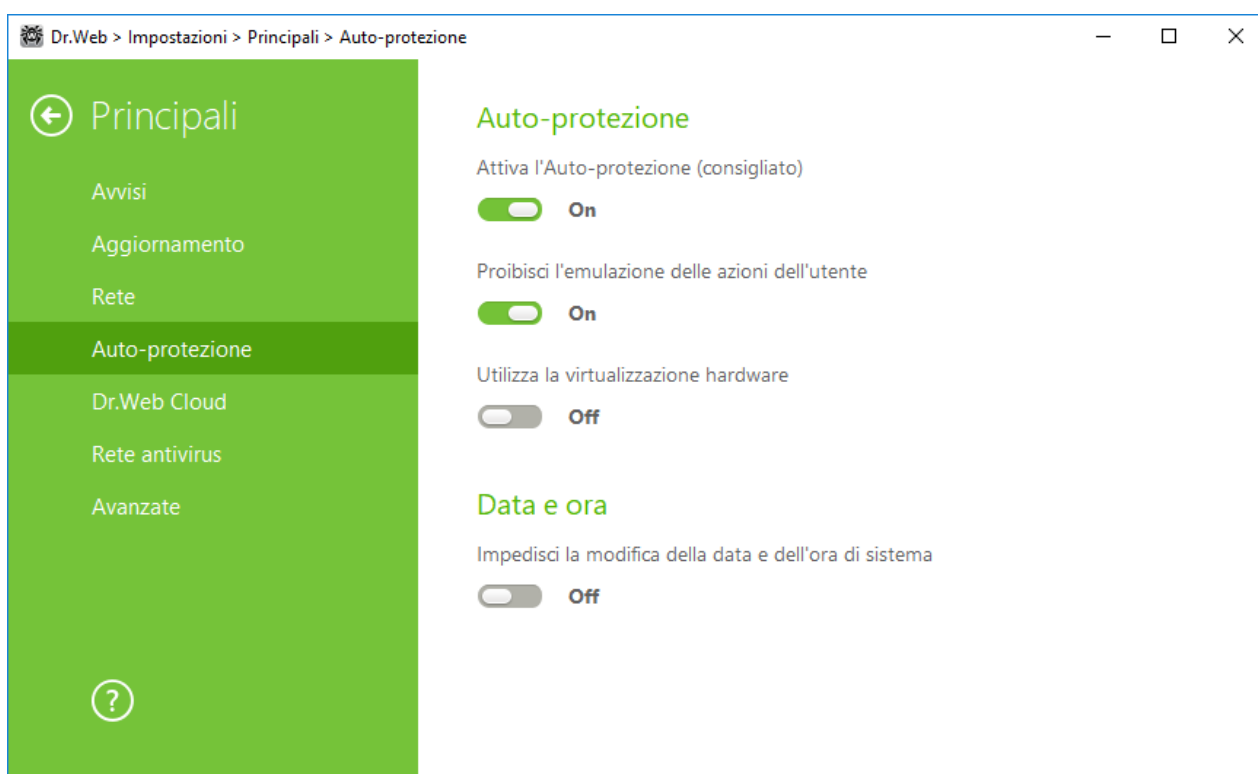 Dr.Web > Impostazioni > Principali > Auto-protezione
Principali
Avvisi
Aggiornamento
Rete
Auto-protezione
Dr.Web Cloud
Rete antivirus
Avanzate
?
Auto-protezione
Attiva l'Auto-protezione (consigliato)
On
Proibisci l'emulazione delle azioni dell'utente
On
Utilizza la virtualizzazione hardware
Off
Data e ora
Impedisci la modifica della data e dell'ora di sistema
Off